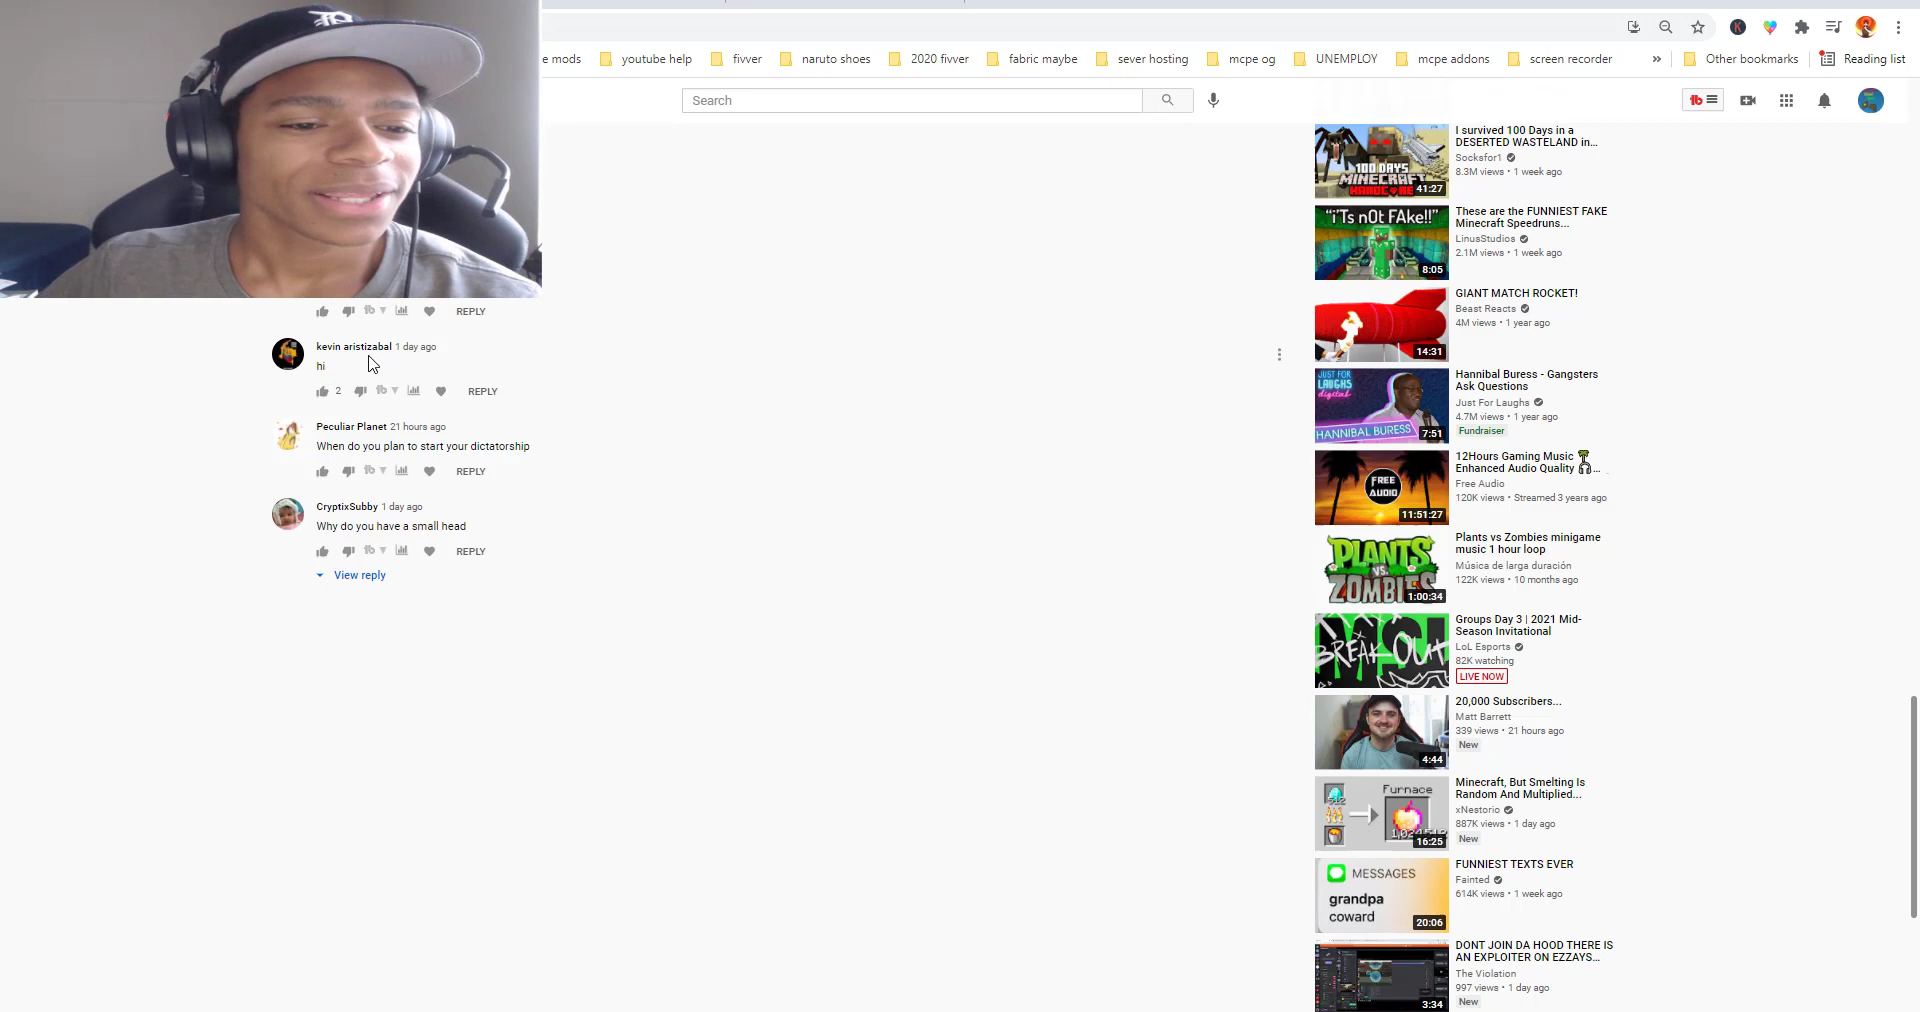 e mods
youtube help
fivver
naruto shoes
2020 fivver
fabric maybe
sever hosting
mcpe og
UNEMPLOY
mcpe addons
screen recorder
»
Other bookmarks
Reading list
Search
REPLY
kevin aristizabal 1 day ago
hi
2 REPLY
Peculiar Planet 21 hours ago
When do you plan to start your dictatorship
REPLY
CryptixSubby 1 day ago
Why do you have a small head
REPLY
View reply
100 DAYS
MINECRAFT
HARDCORE
41:27
I survived 100 Days in a
DESERTED WASTELAND in...
Socksfor1
8.3M views • 1 week ago
"iTs nOt FAke!!"
8:05
These are the FUNNIEST FAKE
Minecraft Speedruns...
LinusStudios
2.1M views • 1 week ago
14:31
GIANT MATCH ROCKET!
Beast Reacts
4M views • 1 year ago
JUST FOR
LAUGHS
digital
HANNIBAL BURESS
7:51
Hannibal Buress - Gangsters
Ask Questions
Just For Laughs
4.7M views • 1 year ago
Fundraiser
FREE
AUDIO
11:51:27
12Hours Gaming Music
Enhanced Audio Quality 🎧...
Free Audio
120K views • Streamed 3 years ago
PLANTS
VS.
ZOMBIES
1:00:34
Plants vs Zombies minigame
music 1 hour loop
Música de larga duración
122K views • 10 months ago
MSI
BREAK-OUT
Groups Day 3 | 2021 Mid-
Season Invitational
LoL Esports
82K watching
LIVE NOW
4:44
20,000 Subscribers...
Matt Barrett
339 views • 21 hours ago
New
Furnace
16:25
Minecraft, But Smelting Is
Random And Multiplied...
xNestorio
887K views • 1 day ago
New
MESSAGES
grandpa
coward
20:06
FUNNIEST TEXTS EVER
Fainted
614K views • 1 week ago
3:34
DONT JOIN DA HOOD THERE IS
AN EXPLOITER ON EZZAYS...
The Violation
997 views • 1 day ago
New